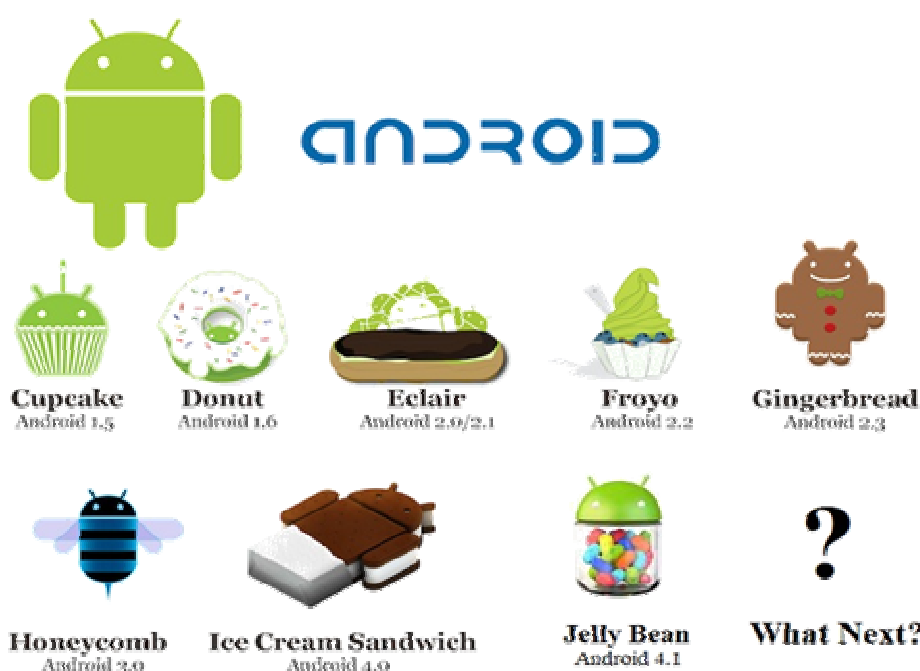 ANDROID
Cupcake
Android 1.5
Donut
Android 1.6
Eclair
Android 2.0/2.1
Froyo
Android 2.2
Gingerbread
Android 2.3
Honeycomb
Android 3.0
Ice Cream Sandwich
Android 4.0
Jelly Bean
Android 4.1
?
What Next?